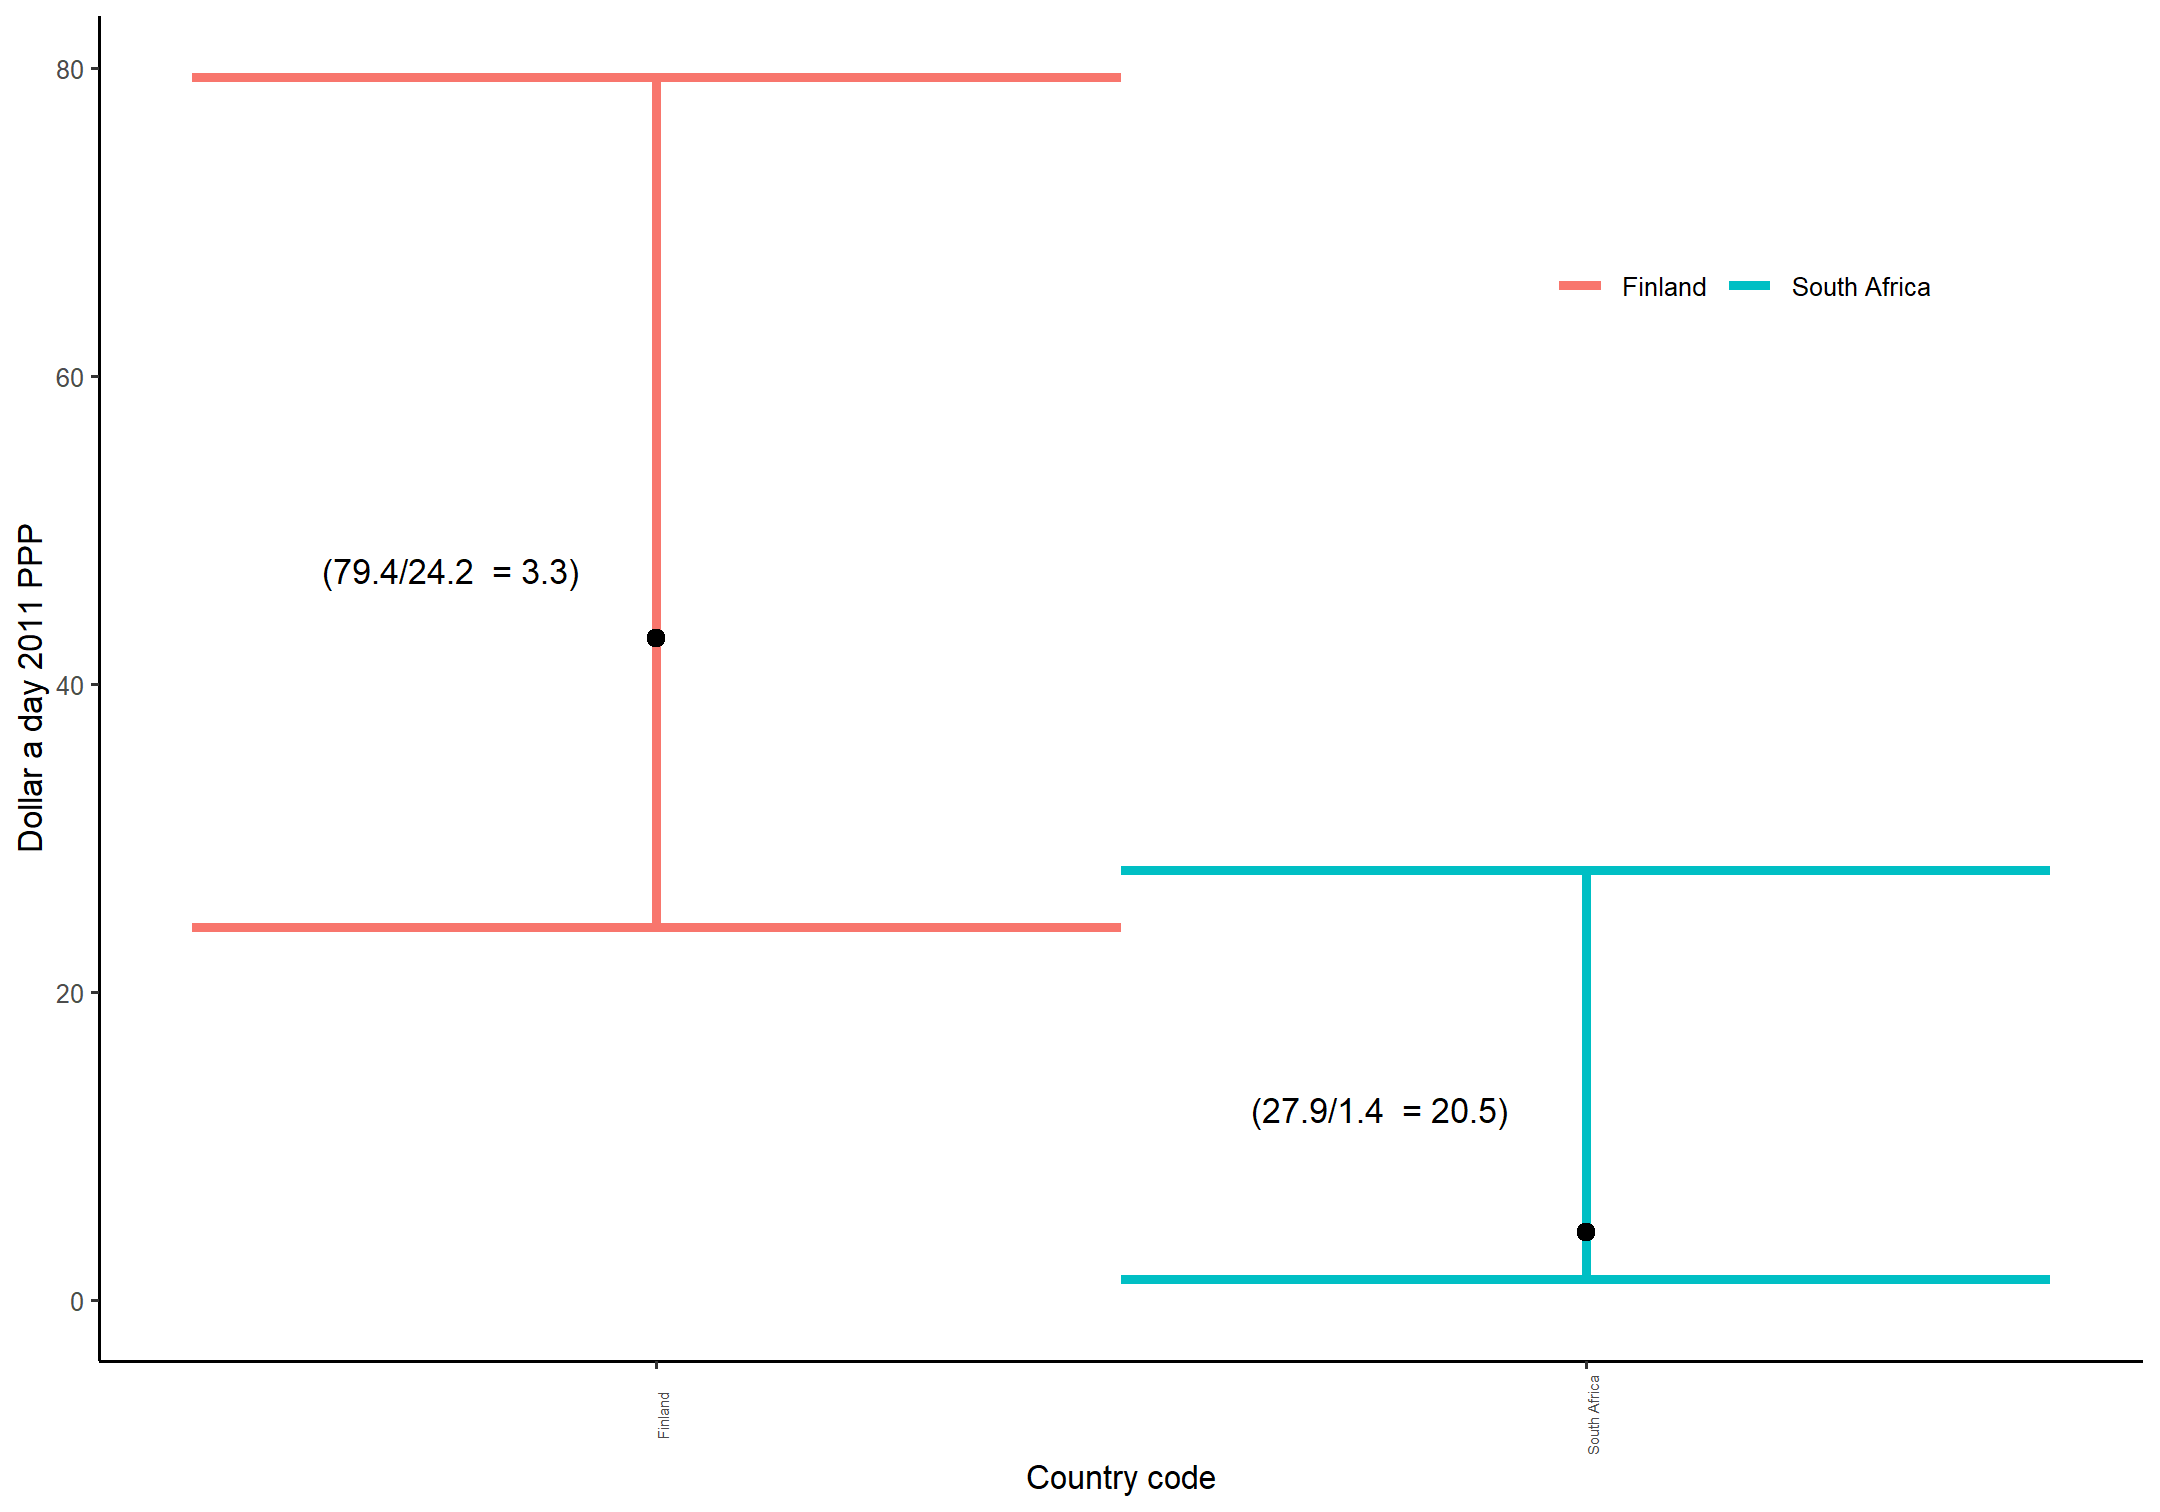 80
60
40
20
0
Dollar a day 2011 PPP
Finland South Africa
(79.4/24.2  = 3.3)
(27.9/1.4  = 20.5)
Finland
South Africa
Country code